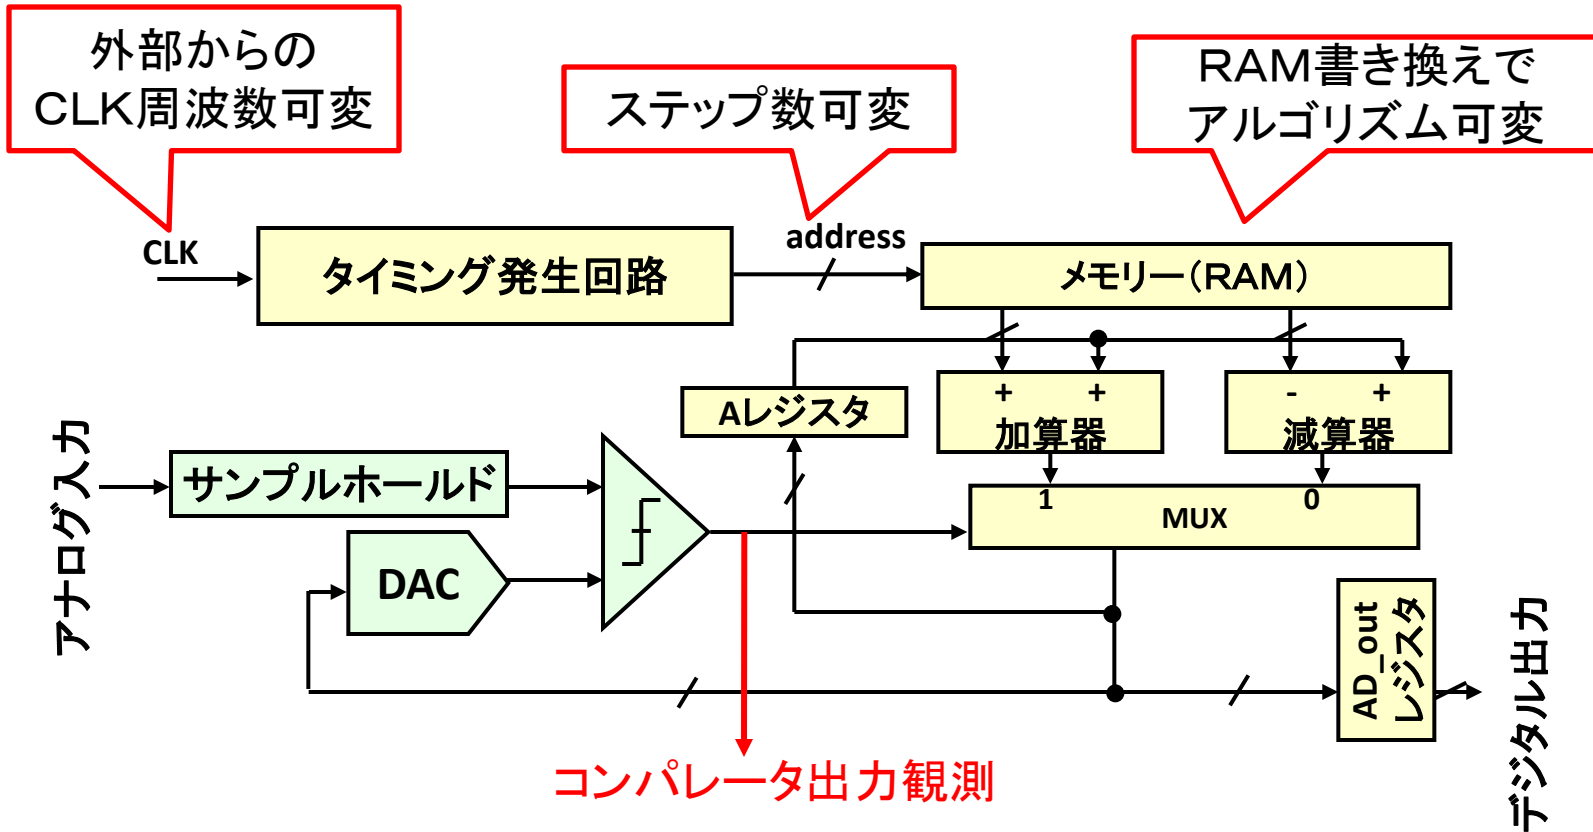 外部からの
CLK周波数可変
ステップ数可変
RAM書き換えで
アルゴリズム可変
CLK
タイミング発生回路
address
メモリー(RAM)
Aレジスタ
+ +
加算器
- +
減算器
アナログ入力
サンプルホールド
1 0
MUX
DAC
AD_out
レジスタ
デジタル出力
コンパレータ出力観測